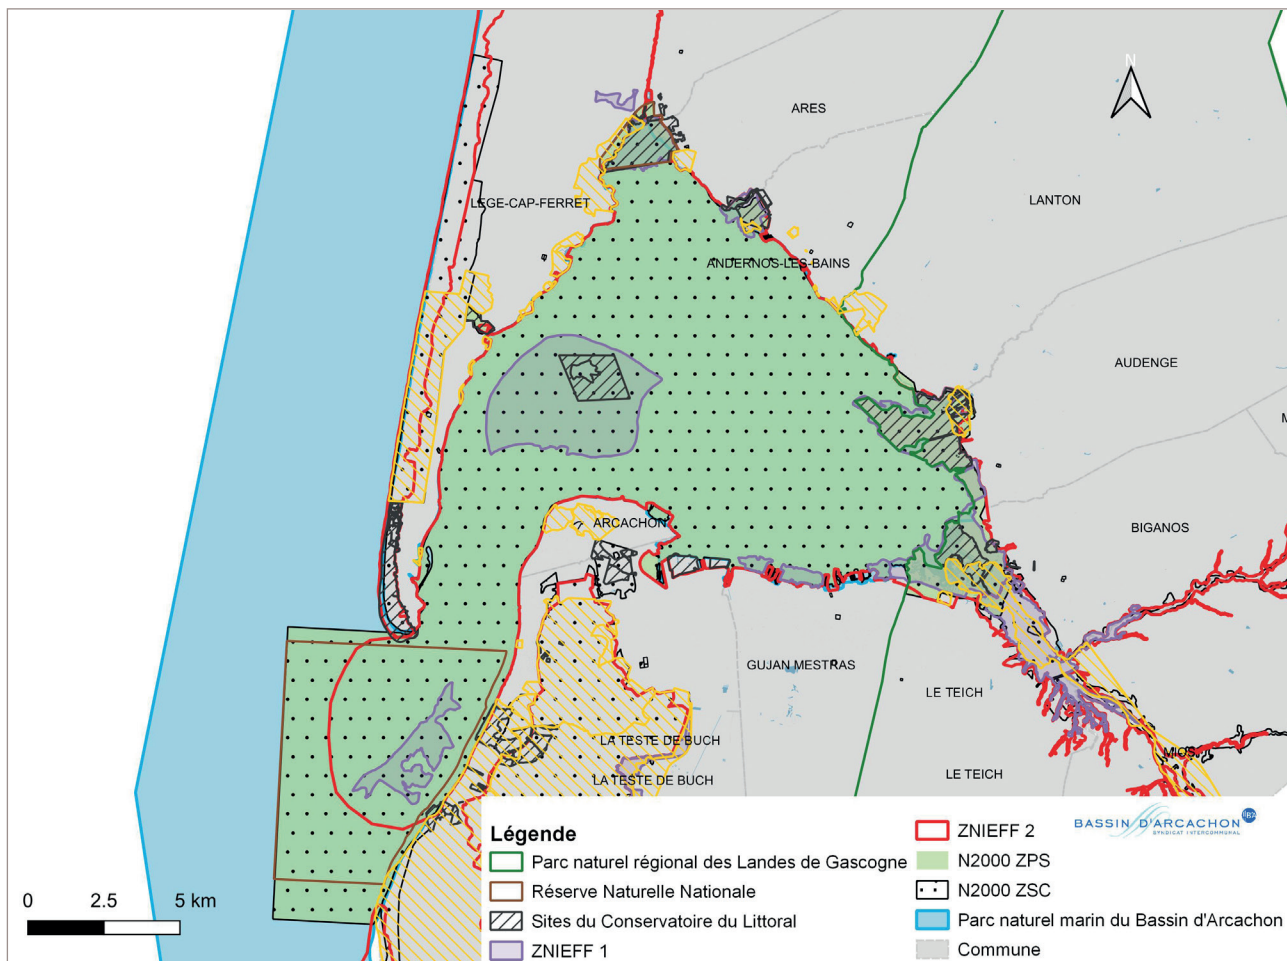 N
ARES
LEGE-CAP-FERRET
LANTON
ANDERNOS-LES-BAINS
AUDENGE
M
ARCACHON
BIGANOS
GUJAN MESTRAS
LE TEICH
LA TESTE DE BUCH
MIOS
LA TESTE DE BUCH
LE TEICH
0 2.5 5 km
Légende
Parc naturel régional des Landes de Gascogne
Réserve Naturelle Nationale
Sites du Conservatoire du Littoral
ZNIEFF 1
ZNIEFF 2
N2000 ZPS
N2000 ZSC
Parc naturel marin du Bassin d'Arcachon
Commune
BASSIN D'ARCACHON
SYNDICAT INTERCOMMUNAL